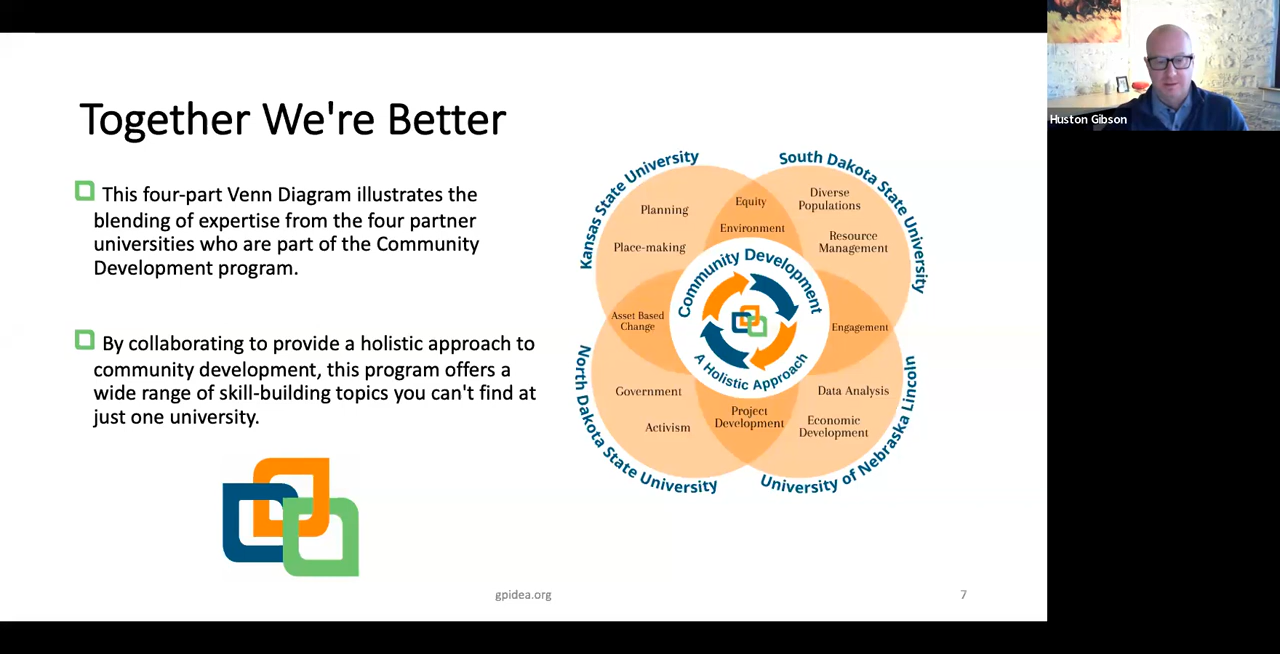 Together We're Better
This four-part Venn Diagram illustrates the
blending of expertise from the four partner
universities who are part of the Community
Development program.
By collaborating to provide a holistic approach to
community development, this program offers a
wide range of skill-building topics you can't find at
just one university.
Kansas State University
South Dakota State University
Planning
Place-making
Equity
Environment
Diverse
Populations
Resource
Management
Community Development
A Holistic Approach
Asset Based
Change
Engagement
Government
Activism
Project
Development
Data Analysis
Economic
Development
North Dakota State University
University of Nebraska Lincoln
gpidea.org
7
Huston Gibson